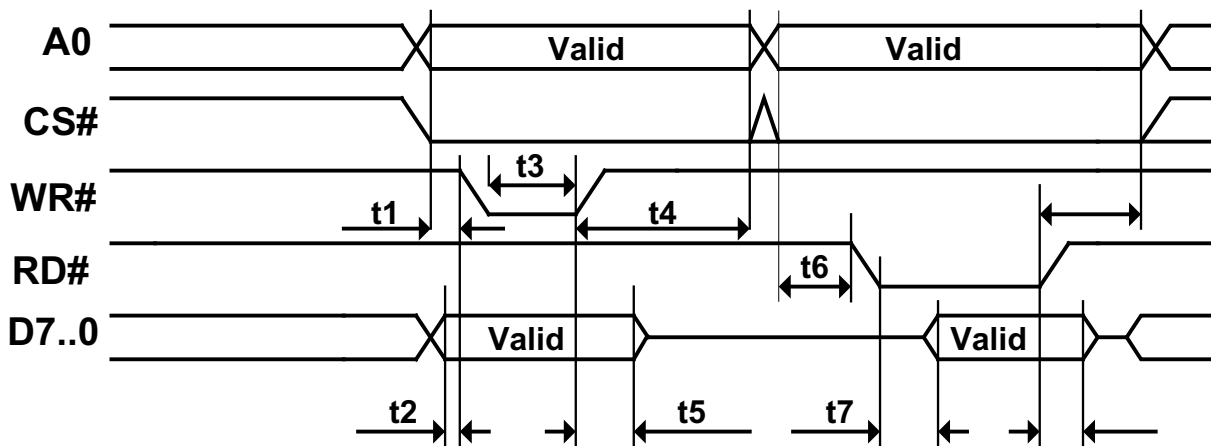 A0 Valid Valid
CS#
WR# t3
t1 t4
RD# t6
D7..0 Valid Valid
t2 t5 t7